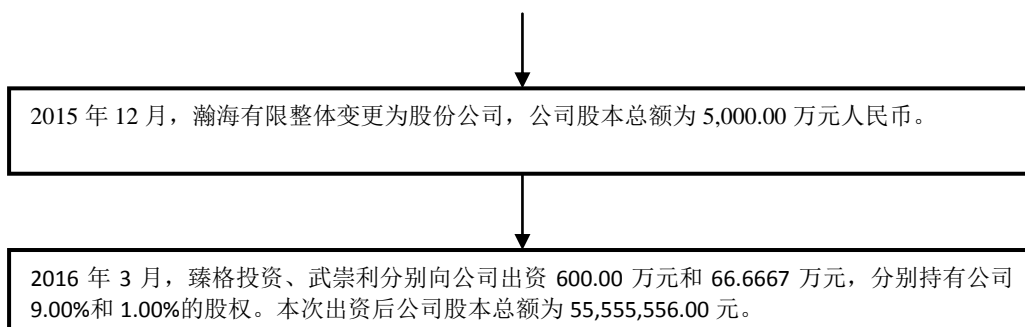 2015 年 12 月，瀚海有限整体变更为股份公司，公司股本总额为 5,000.00 万元人民币。
2016 年 3 月，臻格投资、武崇利分别向公司出资 600.00 万元和 66.6667 万元，分别持有公司
9.00%和 1.00%的股权。本次出资后公司股本总额为 55,555,556.00 元。